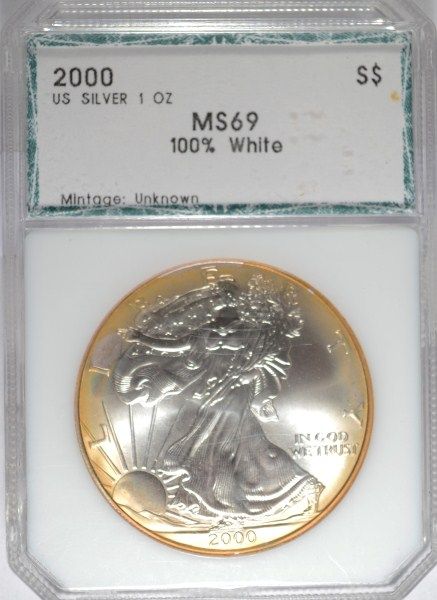 2000 S$
US SILVER 1 OZ
MS69
100% White
Mintage: Unknown
LIBERTY
IN GOD
WE TRUST
2000